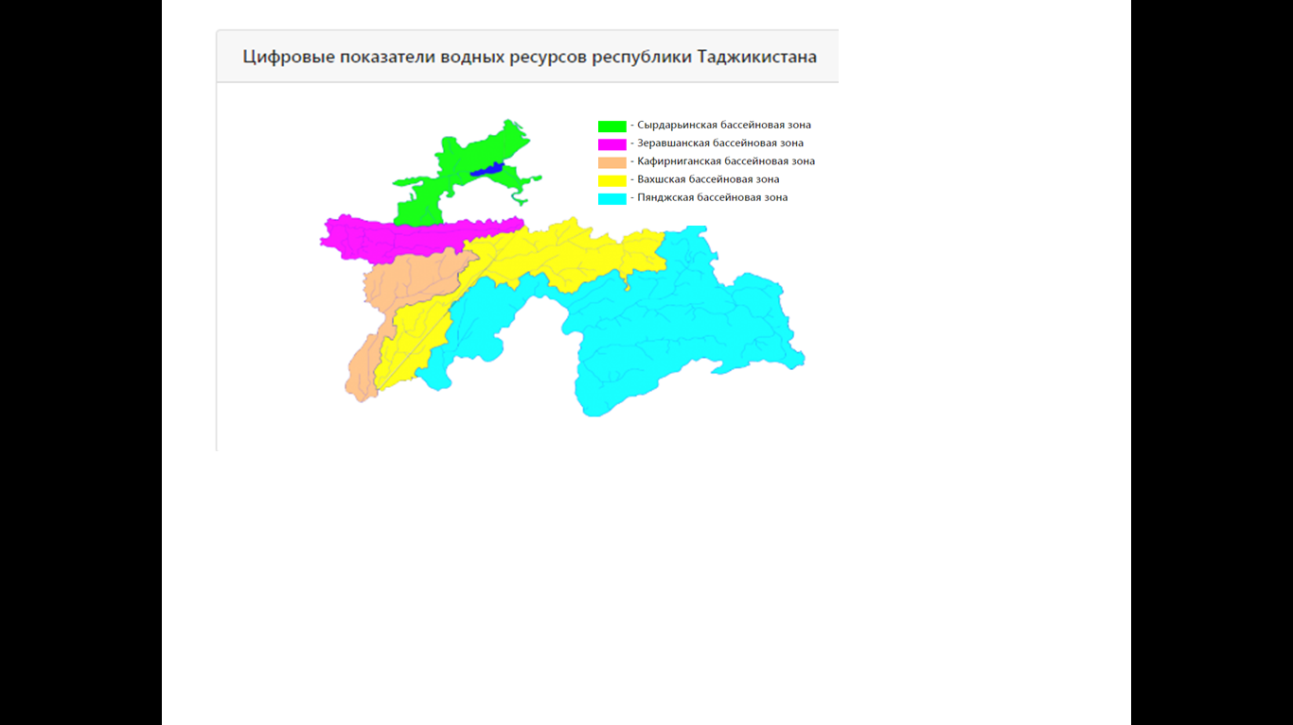 Цифровые показатели водных ресурсов республики Таджикистана
- Сырдарьинская бассейновая зона
- Зеравшанская бассейновая зона
- Кафирниганская бассейновая зона
- Вахшская бассейновая зона
- Пянджская бассейновая зона